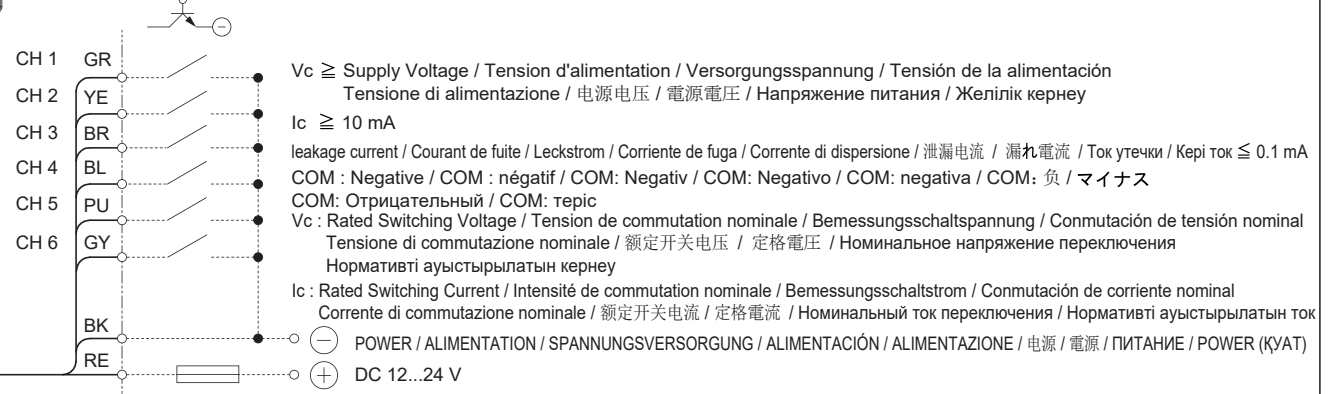 CH 1 GR
CH 2 YE
CH 3 BR
CH 4 BL
CH 5 PU
CH 6 GY
BK
RE
Vc ≧ Supply Voltage / Tension d'alimentation / Versorgungsspannung / Tensión de la alimentación
Tensione di alimentazione / 电源电压 / 電源電圧 / Напряжение питания / Желілік кернеу
Ic ≧ 10 mA
leakage current / Courant de fuite / Leckstrom / Corriente de fuga / Corrente di dispersione / 泄漏电流 / 漏れ電流 / Ток утечки / Кері ток ≦ 0.1 mA
COM : Negative / COM : négatif / COM: Negativ / COM: Negativo / COM: negativa / COM: 负 / マイナス
COM: Отрицательный / COM: теріс
Vc : Rated Switching Voltage / Tension de commutation nominale / Bemessungsschaltspannung / Conmutación de tensión nominal
Tensione di commutazione nominale / 额定开关电压 / 定格電圧 / Номинальное напряжение переключения
Нормативті ауыстырылатын кернеу
Ic : Rated Switching Current / Intensité de commutation nominale / Bemessungsschaltstrom / Conmutación de corriente nominal
Corrente di commutazione nominale / 额定开关电流 / 定格電流 / Номинальный ток переключения / Нормативті ауыстырылатын ток
POWER / ALIMENTATION / SPANNUNGSVERSORGUNG / ALIMENTACIÓN / ALIMENTAZIONE / 电源 / 電源 / ПИТАНИЕ / POWER (ҚУАТ)
DC 12...24 V